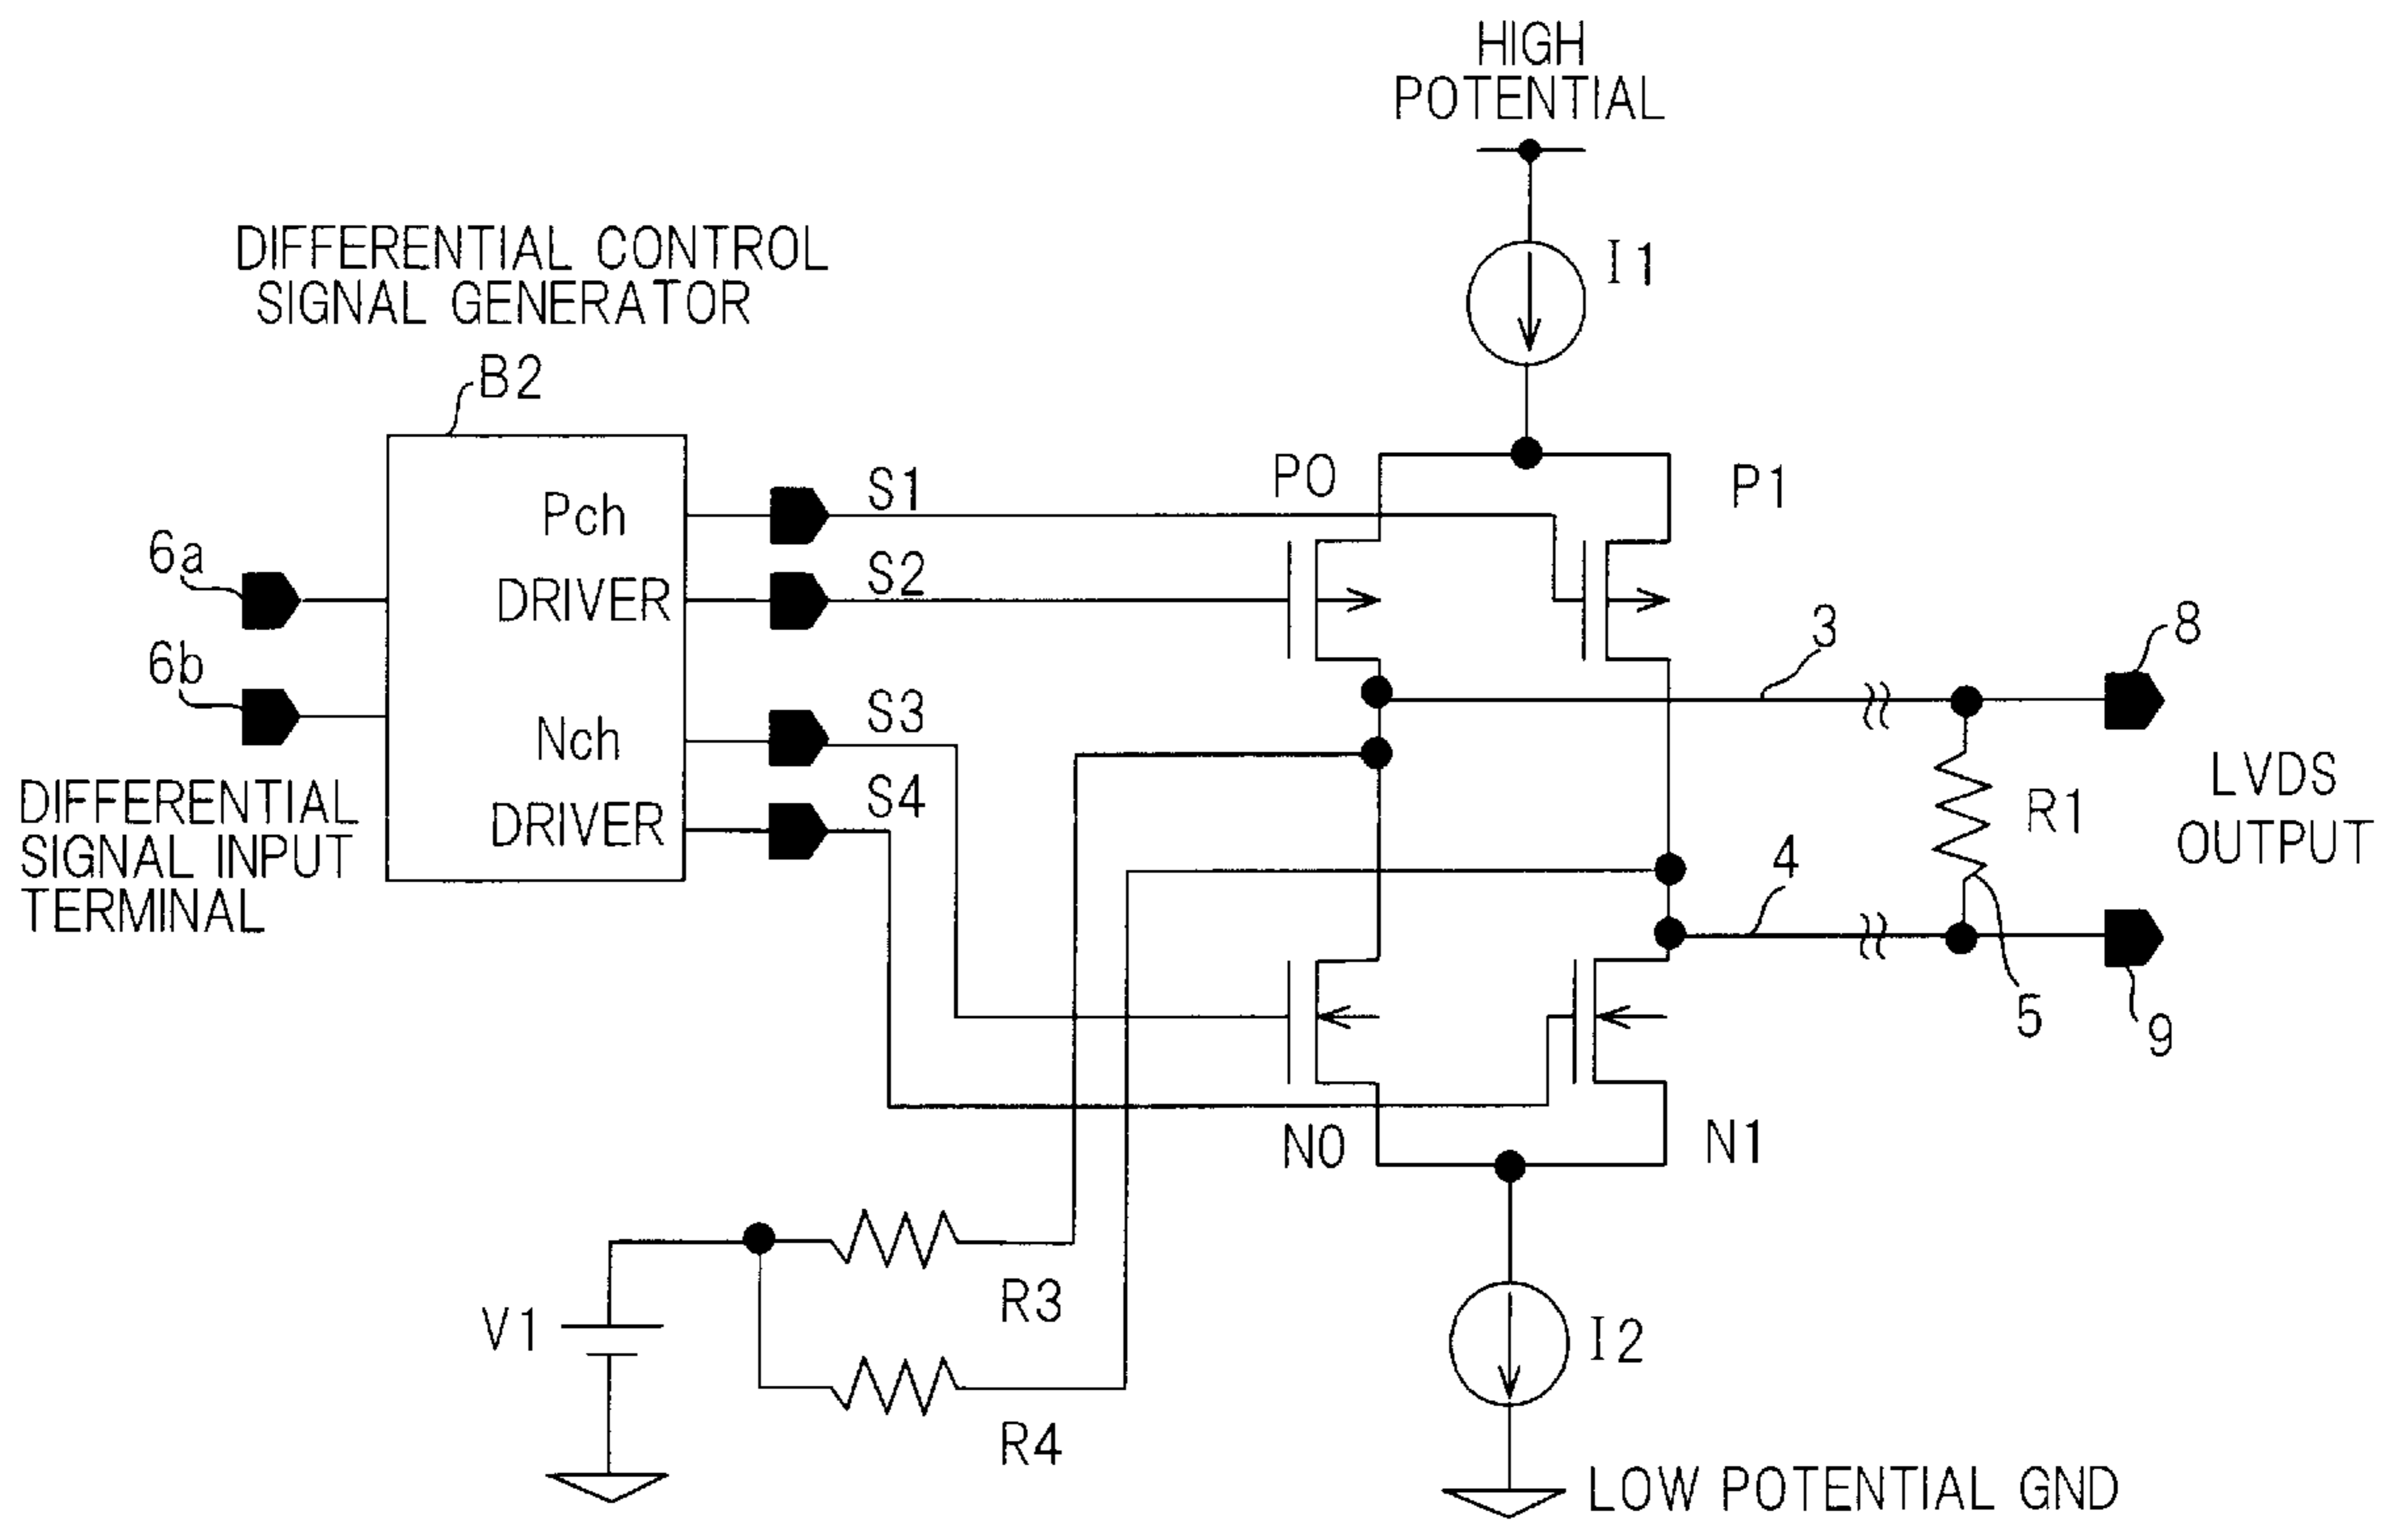 HIGH
POTENTIAL
I1
DIFFERENTIAL CONTROL
SIGNAL GENERATOR
B2
P0
P1
S1
Pch
6a
S2
DRIVER
3
8
6b
S3
Nch
LVDS
OUTPUT
R1
DIFFERENTIAL
SIGNAL INPUT
TERMINAL
S4
DRIVER
4
5
9
N0
N1
R3
V1
I2
R4
LOW POTENTIAL GND